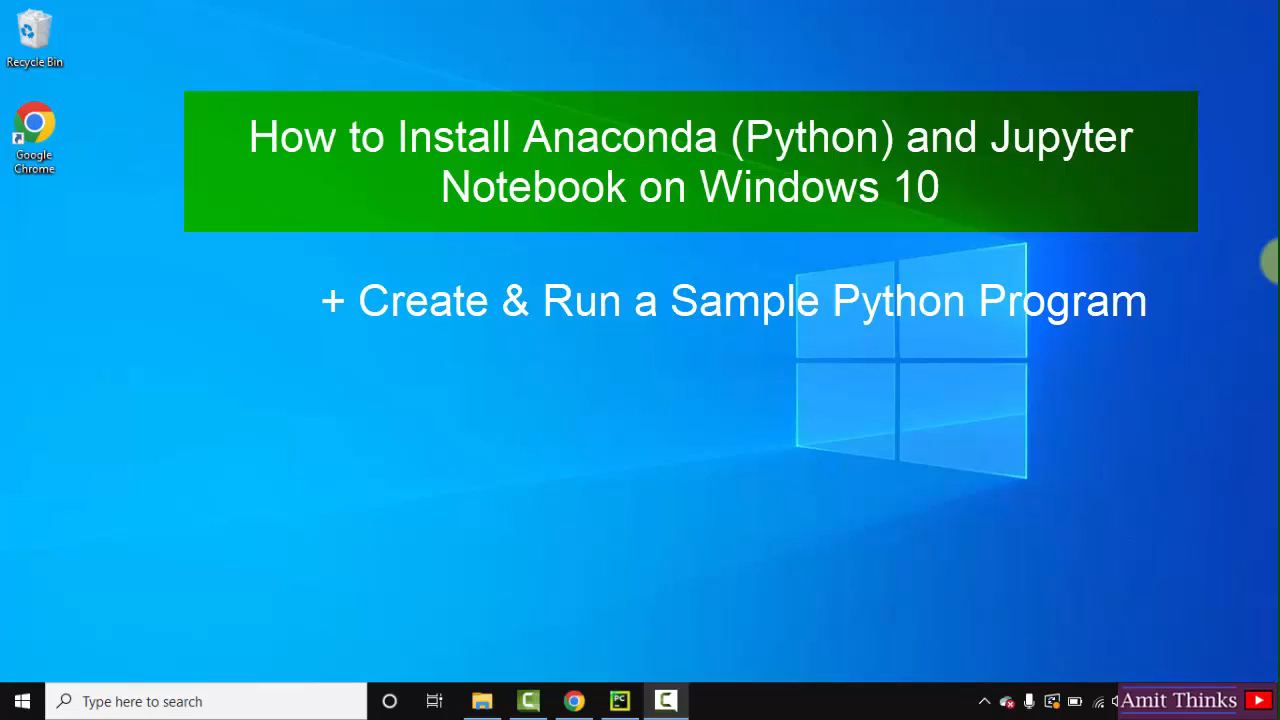 Recycle Bin
How to Install Anaconda (Python) and Jupyter
Notebook on Windows 10
Google
Chrome
+ Create & Run a Sample Python Program
Type here to search
PC
Amit Thinks